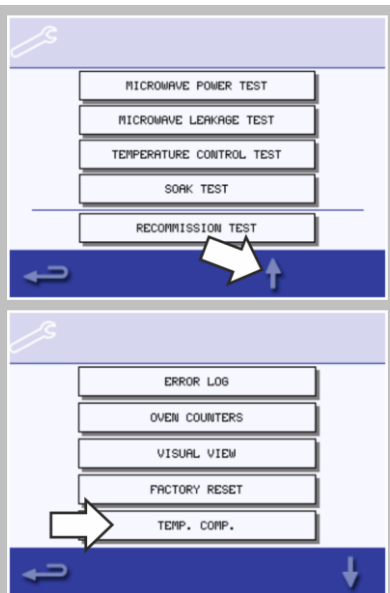 MICROWAVE POWER TEST
MICROWAVE LEAKAGE TEST
TEMPERATURE CONTROL TEST
SOAK TEST
RECOMMISSION TEST
ERROR LOG
OVEN COUNTERS
VISUAL VIEW
FACTORY RESET
TEMP. COMP.